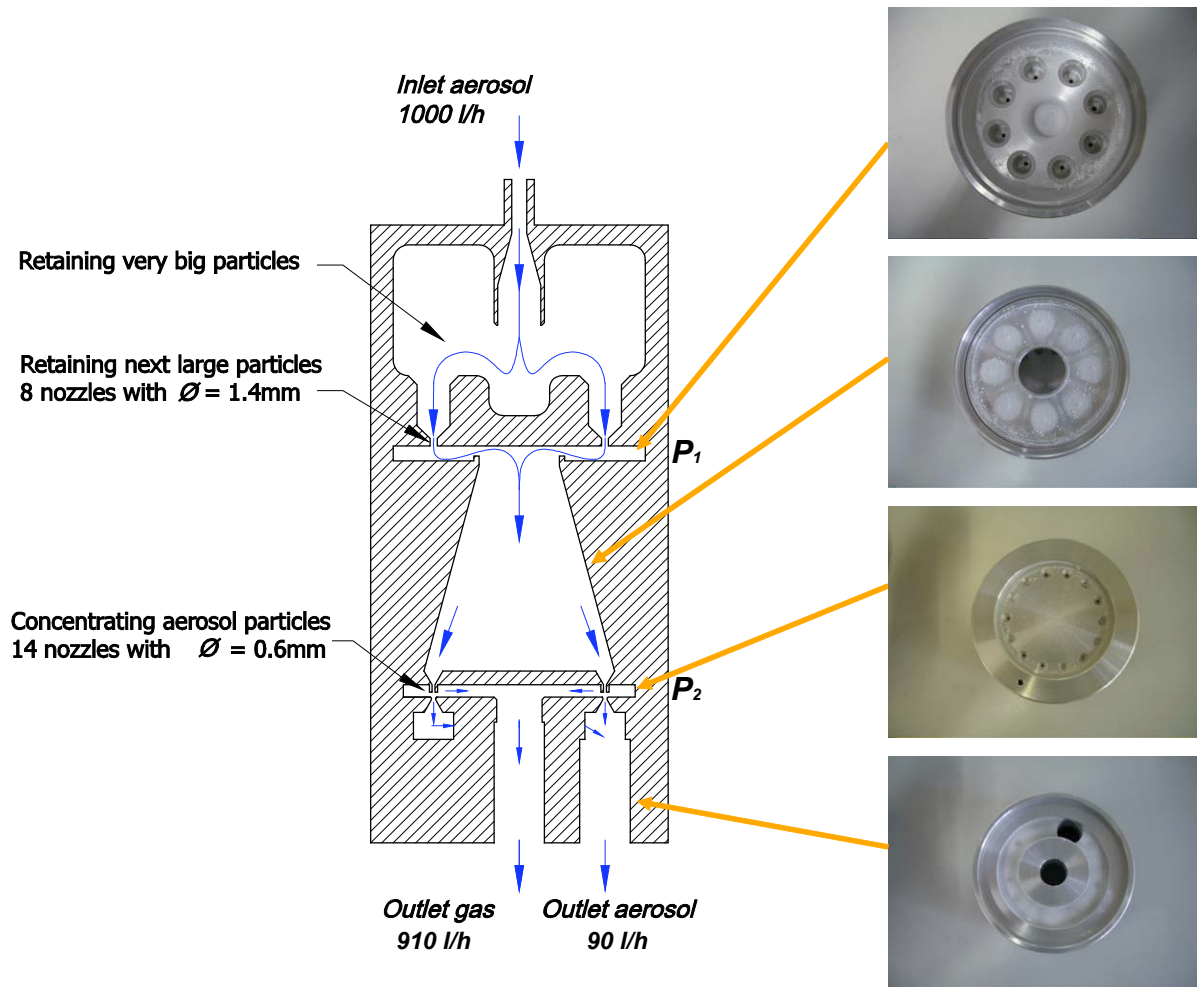 Inlet aerosol
1000 l/h
Retaining very big particles
Retaining next large particles
8 nozzles with Ø = 1.4mm
P1
Concentrating aerosol particles
14 nozzles with Ø = 0.6mm
P2
Outlet gas
910 l/h
Outlet aerosol
90 l/h